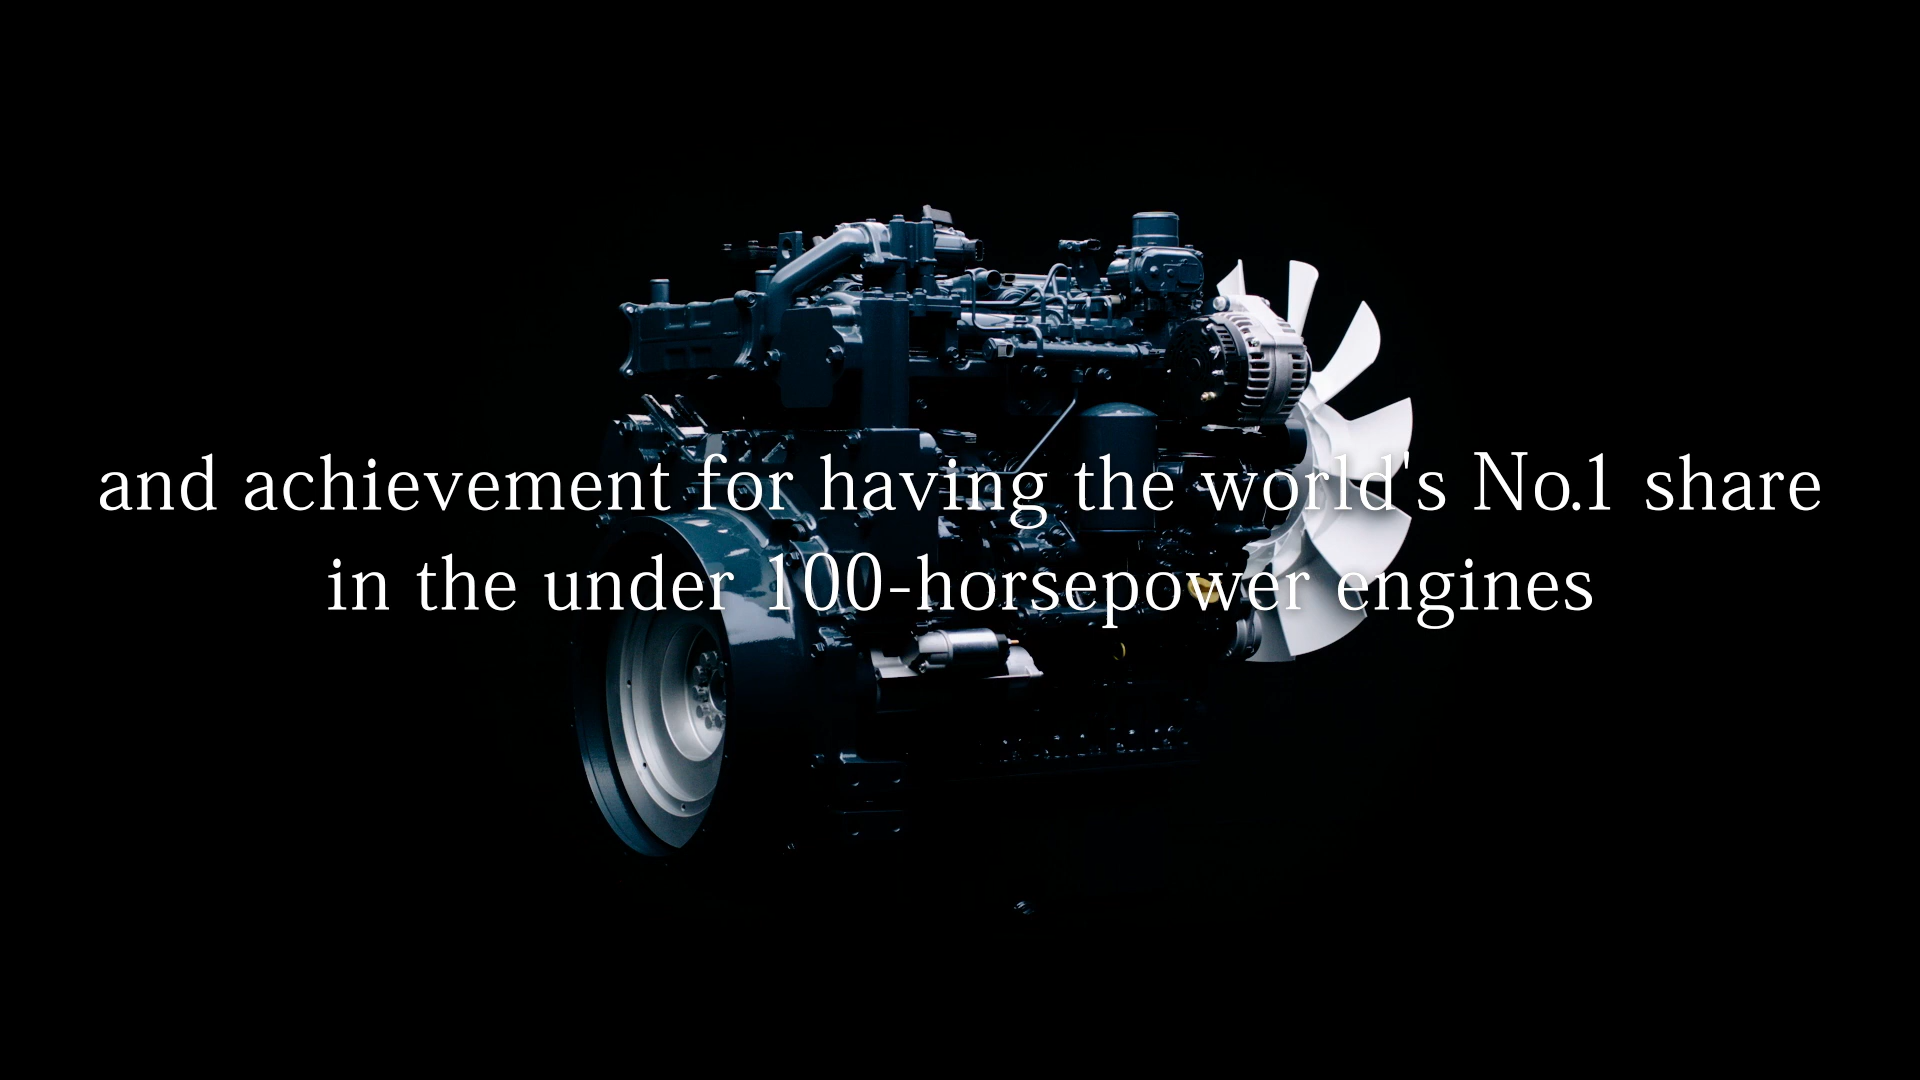 and achievement for having the world's No.1 share
in the under 100-horsepower engines